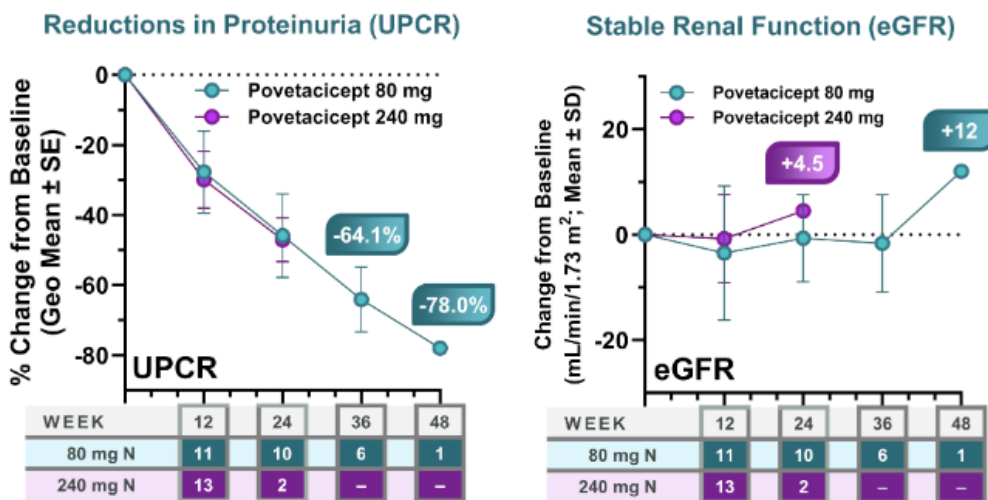 Reductions in Proteinuria (UPCR)
% Change from Baseline
(Geo Mean ± SE)
0
-20
-40
-60
-80
Povetacicept 80 mg
Povetacicept 240 mg
-64.1%
-78.0%
UPCR
WEEK 12 24 36 48
80 mg N 11 10 6 1
240 mg N 13 2 – –
Stable Renal Function (eGFR)
Change from Baseline
(mL/min/1.73 m²; Mean ± SD)
20
0
-20
Povetacicept 80 mg
Povetacicept 240 mg
+4.5
+12
eGFR
WEEK 12 24 36 48
80 mg N 11 10 6 1
240 mg N 13 2 – –